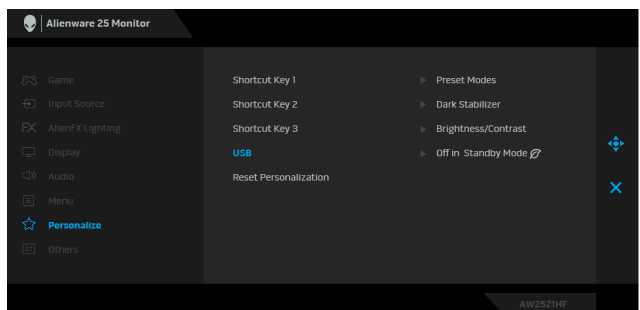 Alienware 25 Monitor
Game
Input Source
AlienFX Lighting
Display
Audio
Menu
Personalize
Others
Shortcut Key 1 Preset Modes
Shortcut Key 2 Dark Stabilizer
Shortcut Key 3 Brightness/Contrast
USB Off in Standby Mode
Reset Personalization
AW2521HF